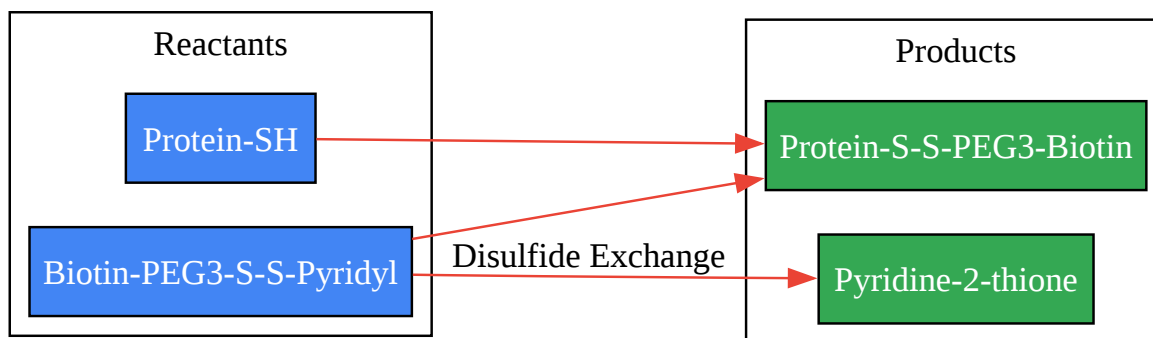 Reactants
Products
Protein-SH
Protein-S-S-PEG3-Biotin
Biotin-PEG3-S-S-Pyridyl
Disulfide Exchange
Pyridine-2-thione